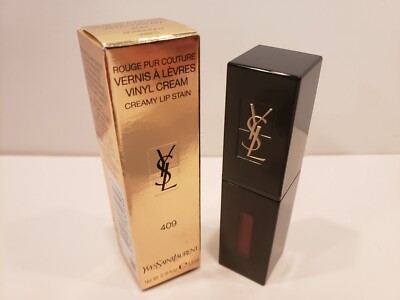 ROUGE PUR COUTURE
VERNIS À LÈVRES
VINYL CREAM
CREAMY LIP STAIN
YSL
409
YVESSAINTLAURENT
YSL